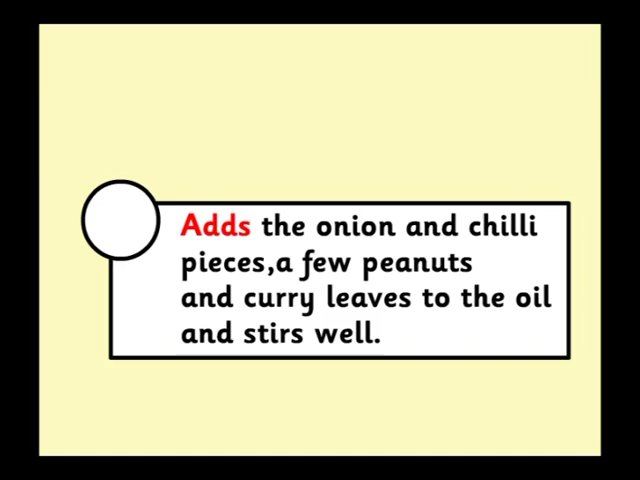 Adds the onion and chilli
pieces,a few peanuts
and curry leaves to the oil
and stirs well.